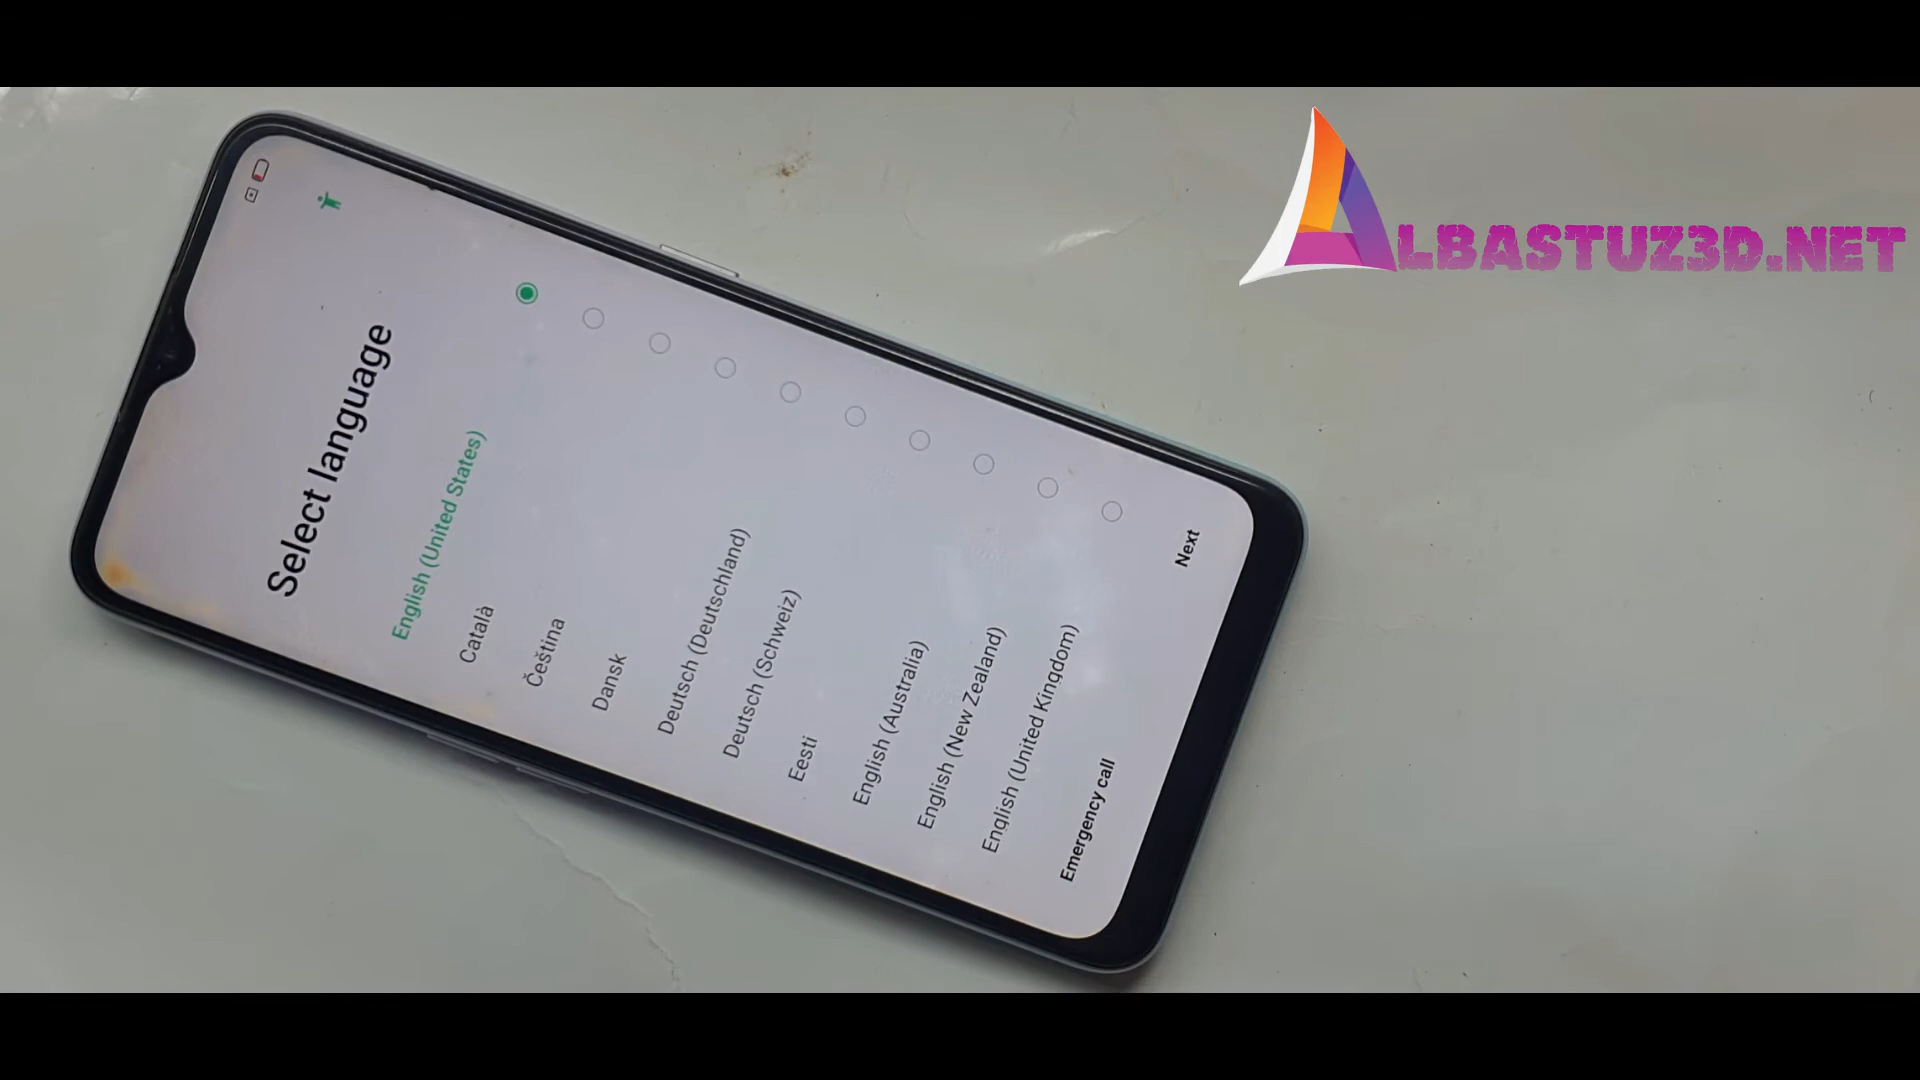 Select language
English (United States)
Català
Čeština
Dansk
Deutsch (Deutschland)
Deutsch (Schweiz)
Eesti
English (Australia)
English (New Zealand)
English (United Kingdom)
Emergency call
Next
ALBASTUZ3D.NET